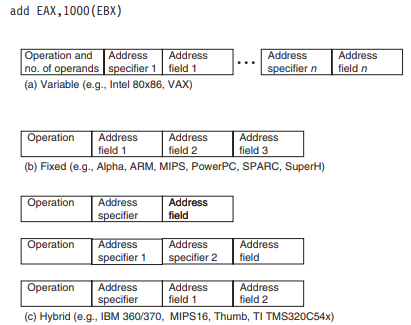 add EAX,1000(EBX)
Operation and no. of operands | Address specifier 1 | Address field 1 | ••• | Address specifier n | Address field n
(a) Variable (e.g., Intel 80x86, VAX)
Operation | Address field 1 | Address field 2 | Address field 3
(b) Fixed (e.g., Alpha, ARM, MIPS, PowerPC, SPARC, SuperH)
Operation | Address specifier | Address field
Operation | Address specifier 1 | Address specifier 2 | Address field
Operation | Address specifier | Address field 1 | Address field 2
(c) Hybrid (e.g., IBM 360/370, MIPS16, Thumb, TI TMS320C54x)